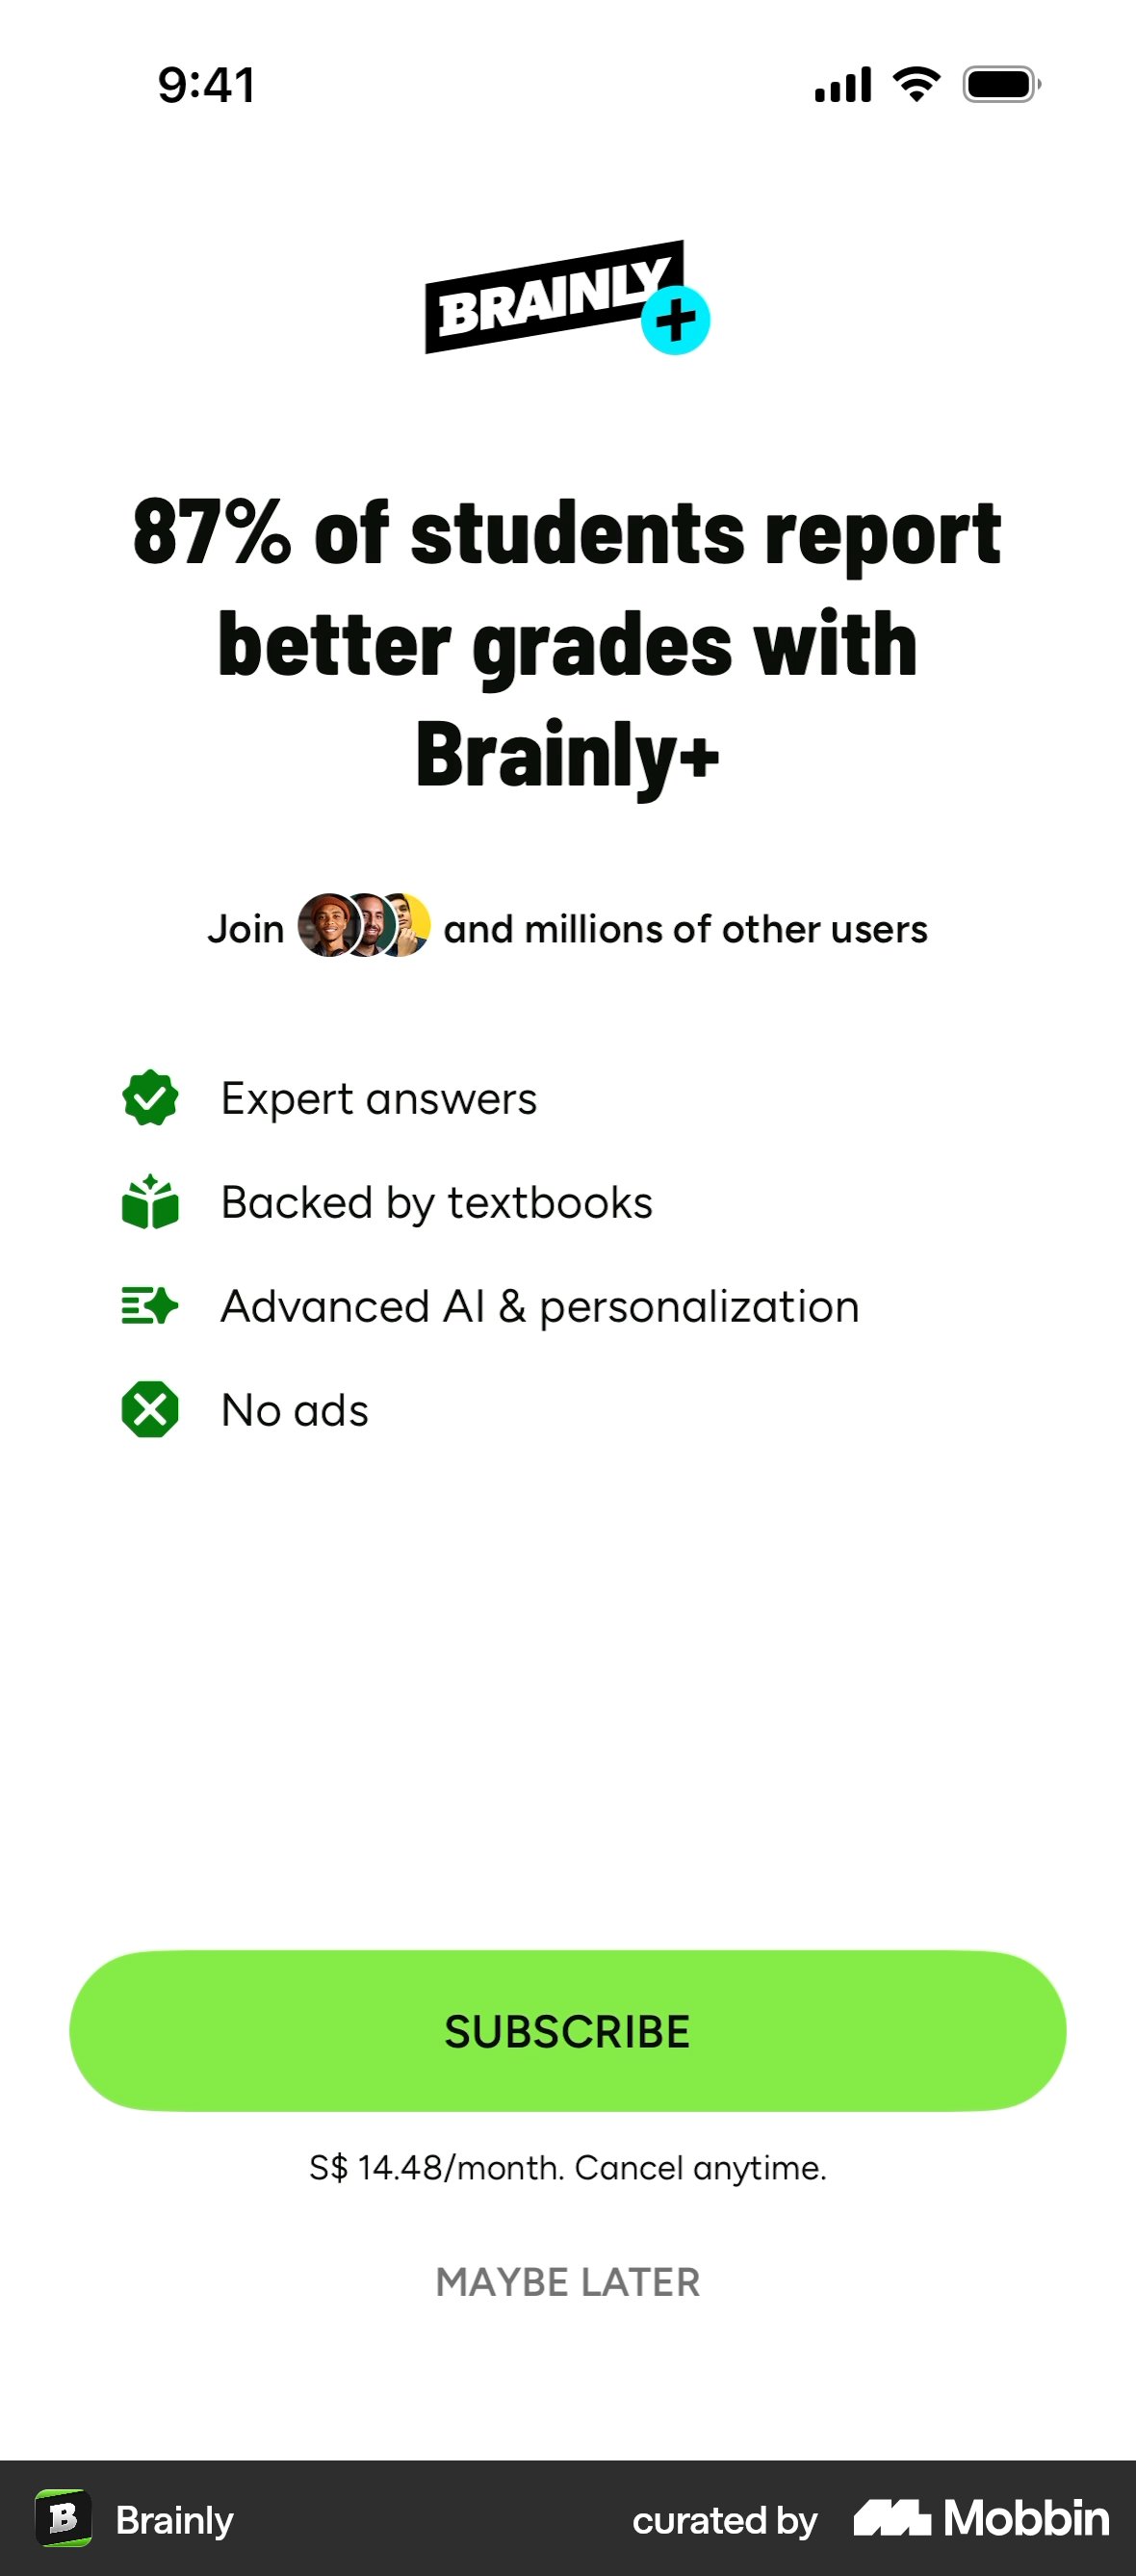 9:41
BRAINLY+
87% of students report
better grades with
Brainly+
Join and millions of other users
Expert answers
Backed by textbooks
Advanced AI & personalization
No ads
SUBSCRIBE
S$ 14.48/month. Cancel anytime.
MAYBE LATER
B Brainly
curated by Mobbin